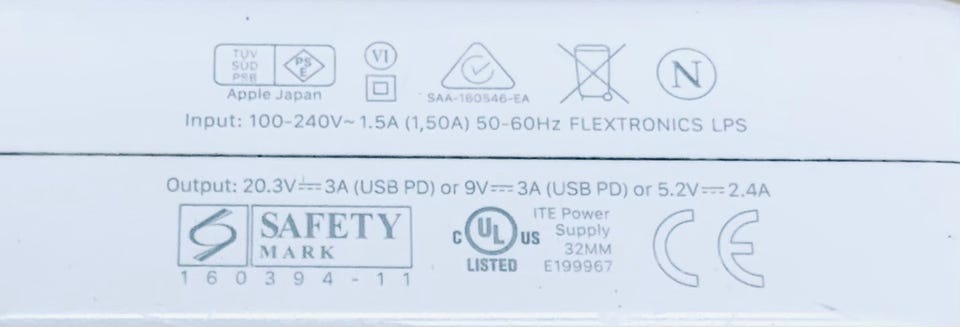 TÜV
SÜD
PSB
PS
E
Apple Japan
VI
SAA-160546-EA
N
Input: 100-240V~ 1.5A (1,50A) 50-60Hz FLEXTRONICS LPS
Output: 20.3V⎓3A (USB PD) or 9V⎓3A (USB PD) or 5.2V⎓2.4A
SAFETY
MARK
160394-11
C UL US
LISTED
ITE Power
Supply
32MM
E199967
CE